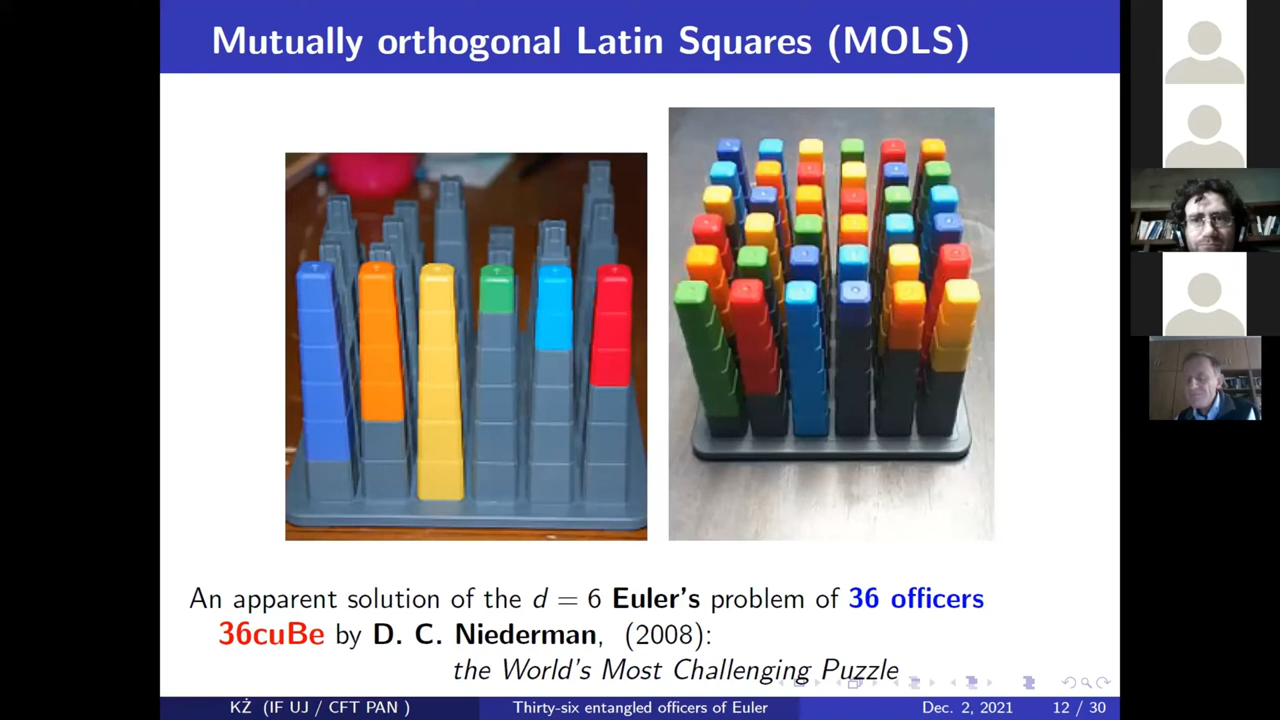 Mutually orthogonal Latin Squares (MOLS)
An apparent solution of the d = 6 Euler's problem of 36 officers
36cuBe by D. C. Niederman, (2008):
the World's Most Challenging Puzzle
KŻ (IF UJ / CFT PAN ) Thirty-six entangled officers of Euler Dec. 2, 2021 12 / 30